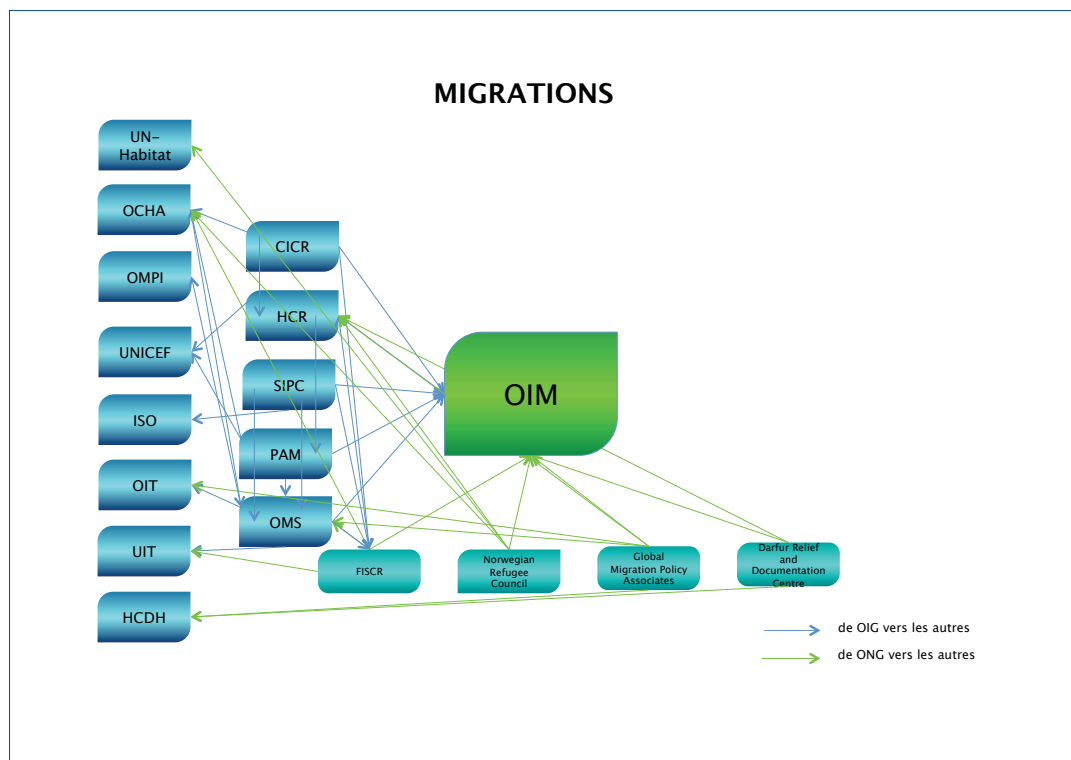 MIGRATIONS
UN-
Habitat
OCHA
CICR
OMPI
HCR
UNICEF
SIPC
OIM
ISO
PAM
OIT
OMS
UIT
FISCR
Norwegian
Refugee
Council
Global
Migration Policy
Associates
Darfur Relief
and
Documentation
Centre
HCDH
de OIG vers les autres
de ONG vers les autres